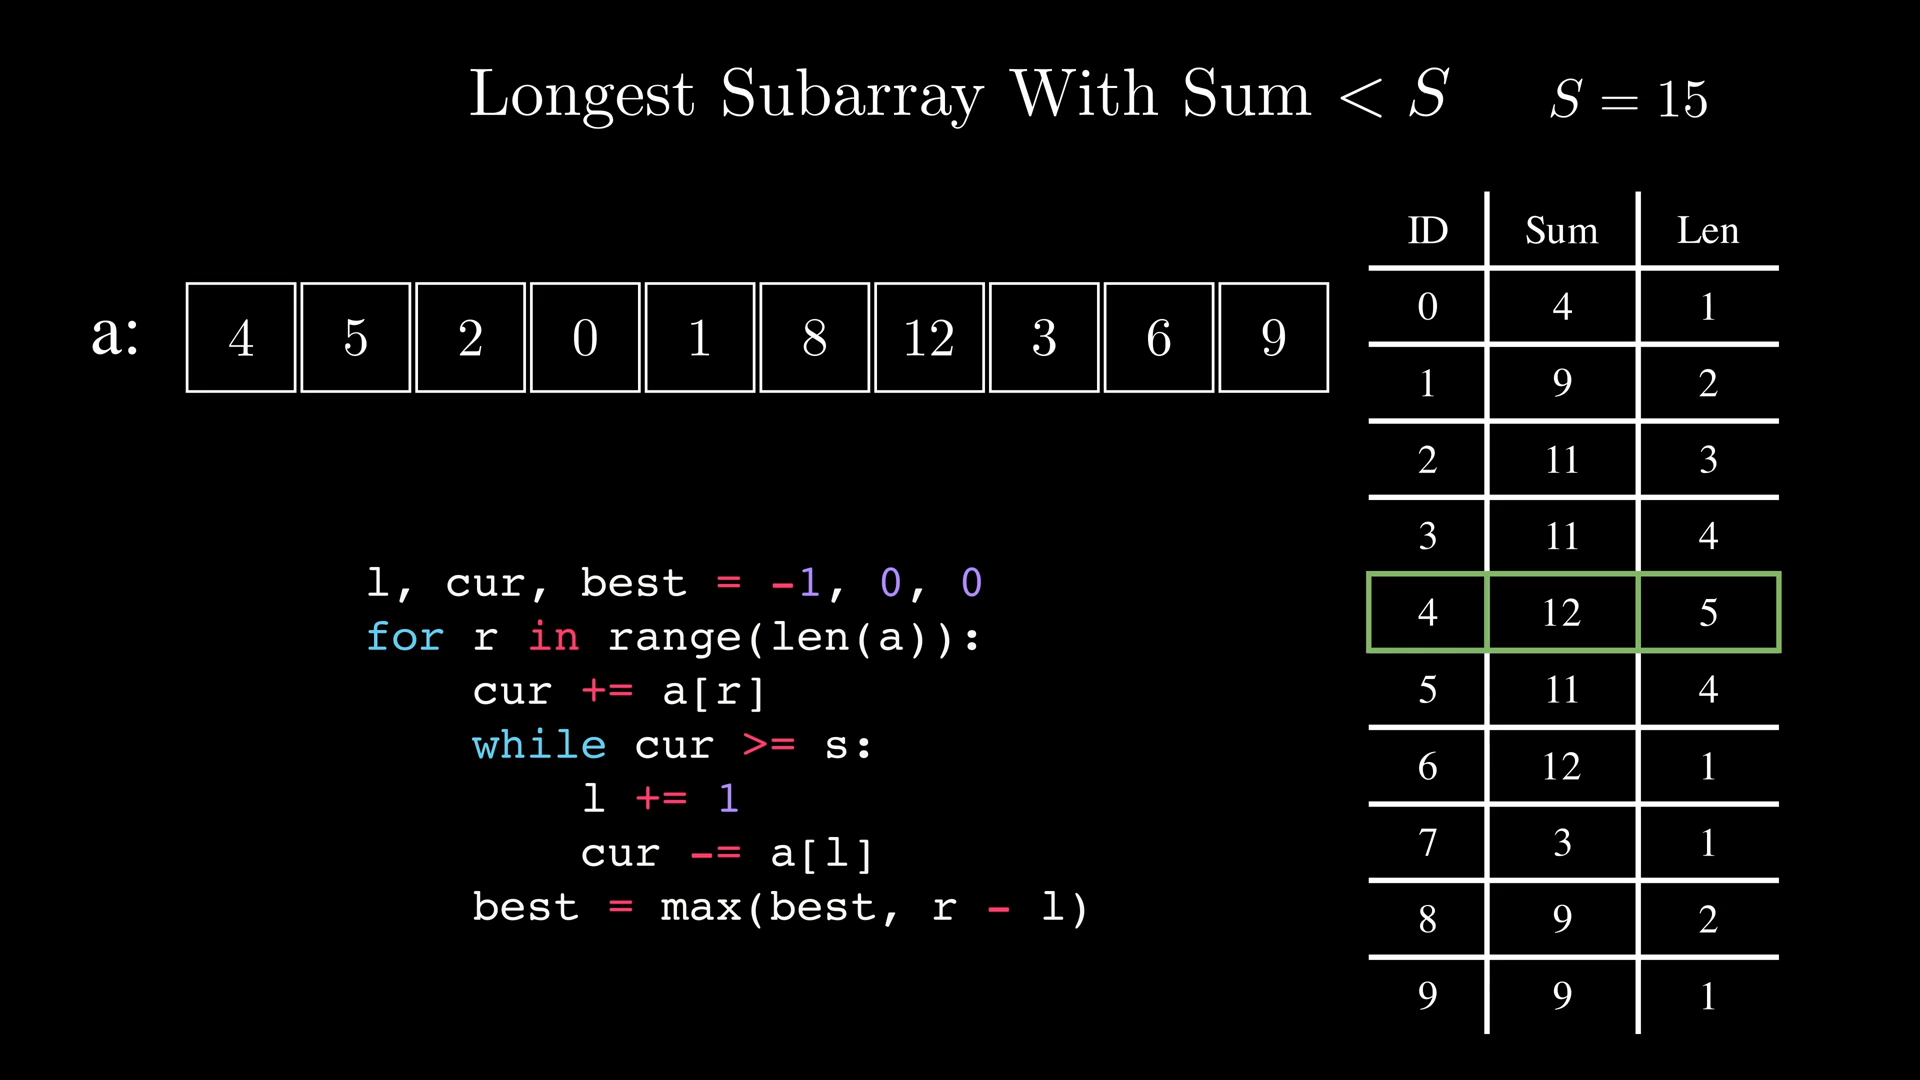 Longest Subarray With Sum < S S = 15
a: 4 5 2 0 1 8 12 3 6 9
l, cur, best = -1, 0, 0
for r in range(len(a)):
    cur += a[r]
    while cur >= s:
        l += 1
        cur -= a[l]
    best = max(best, r - l)
ID Sum Len
0 4 1
1 9 2
2 11 3
3 11 4
4 12 5
5 11 4
6 12 1
7 3 1
8 9 2
9 9 1